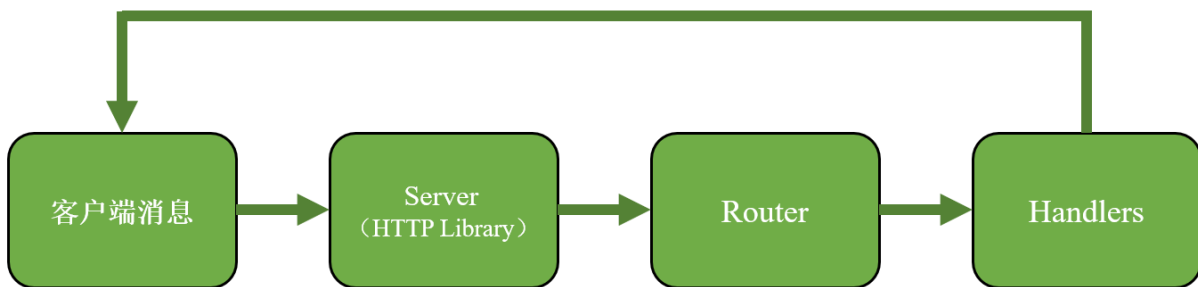 客户端消息
Server
（HTTP Library）
Router
Handlers